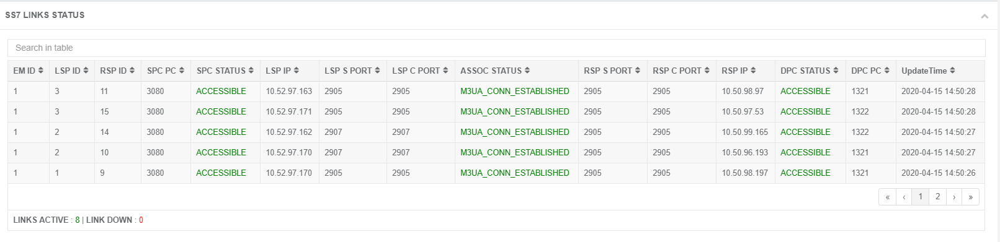 SS7 LINKS STATUS
Search in table
EM ID LSP ID RSP ID SPC PC SPC STATUS LSP IP LSP S PORT LSP C PORT ASSOC STATUS RSP S PORT RSP C PORT RSP IP DPC STATUS DPC PC UpdateTime
1 3 11 3080 ACCESSIBLE 10.52.97.163 2905 2905 M3UA_CONN_ESTABLISHED 2905 2905 10.50.98.97 ACCESSIBLE 1321 2020-04-15 14:50:28
1 3 15 3080 ACCESSIBLE 10.52.97.171 2905 2905 M3UA_CONN_ESTABLISHED 2905 2905 10.50.97.53 ACCESSIBLE 1322 2020-04-15 14:50:28
1 2 14 3080 ACCESSIBLE 10.52.97.162 2907 2907 M3UA_CONN_ESTABLISHED 2905 2905 10.50.99.165 ACCESSIBLE 1322 2020-04-15 14:50:27
1 2 10 3080 ACCESSIBLE 10.52.97.170 2907 2907 M3UA_CONN_ESTABLISHED 2905 2905 10.50.96.193 ACCESSIBLE 1321 2020-04-15 14:50:27
1 1 9 3080 ACCESSIBLE 10.52.97.170 2905 2905 M3UA_CONN_ESTABLISHED 2905 2905 10.50.98.197 ACCESSIBLE 1321 2020-04-15 14:50:26
« ‹ 1 2 › »
LINKS ACTIVE : 8 | LINK DOWN : 0